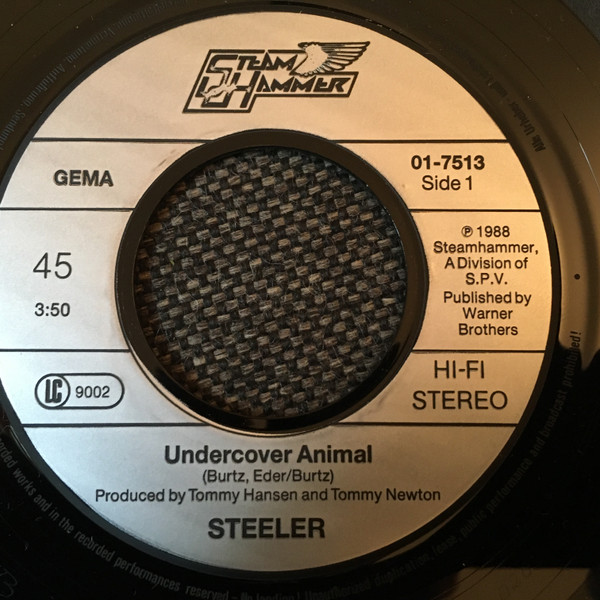 STEAM
HAMMER
GEMA
01-7513
Side 1
℗ 1988
Steamhammer,
A Division of
S.P.V.
Published by
Warner
Brothers
45
3:50
LC 9002
HI-FI
STEREO
Undercover Animal
(Burtz, Eder/Burtz)
Produced by Tommy Hansen and Tommy Newton
STEELER